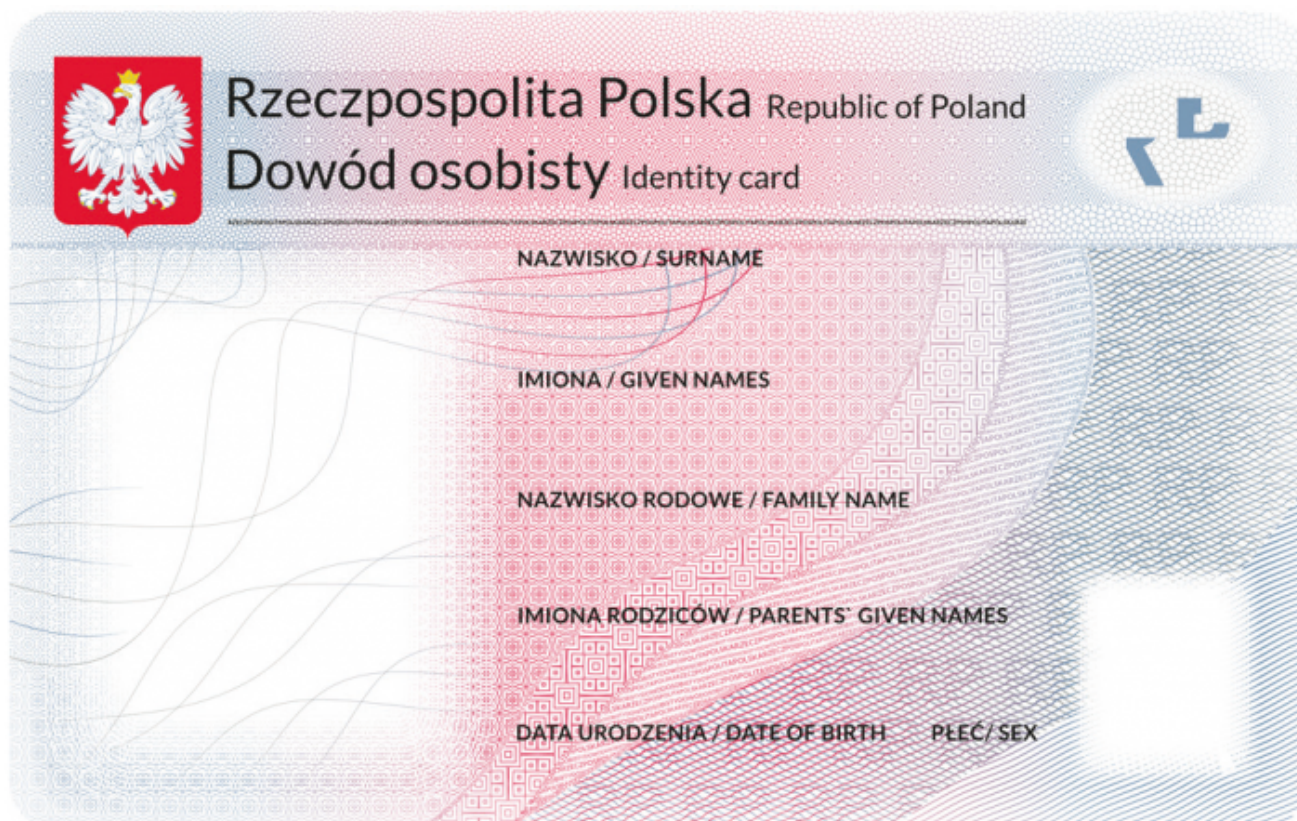 Rzeczpospolita Polska Republic of Poland
Dowód osobisty Identity card
NAZWISKO / SURNAME
IMIONA / GIVEN NAMES
NAZWISKO RODOWE / FAMILY NAME
IMIONA RODZICÓW / PARENTS` GIVEN NAMES
DATA URODZENIA / DATE OF BIRTH PŁEĆ/ SEX